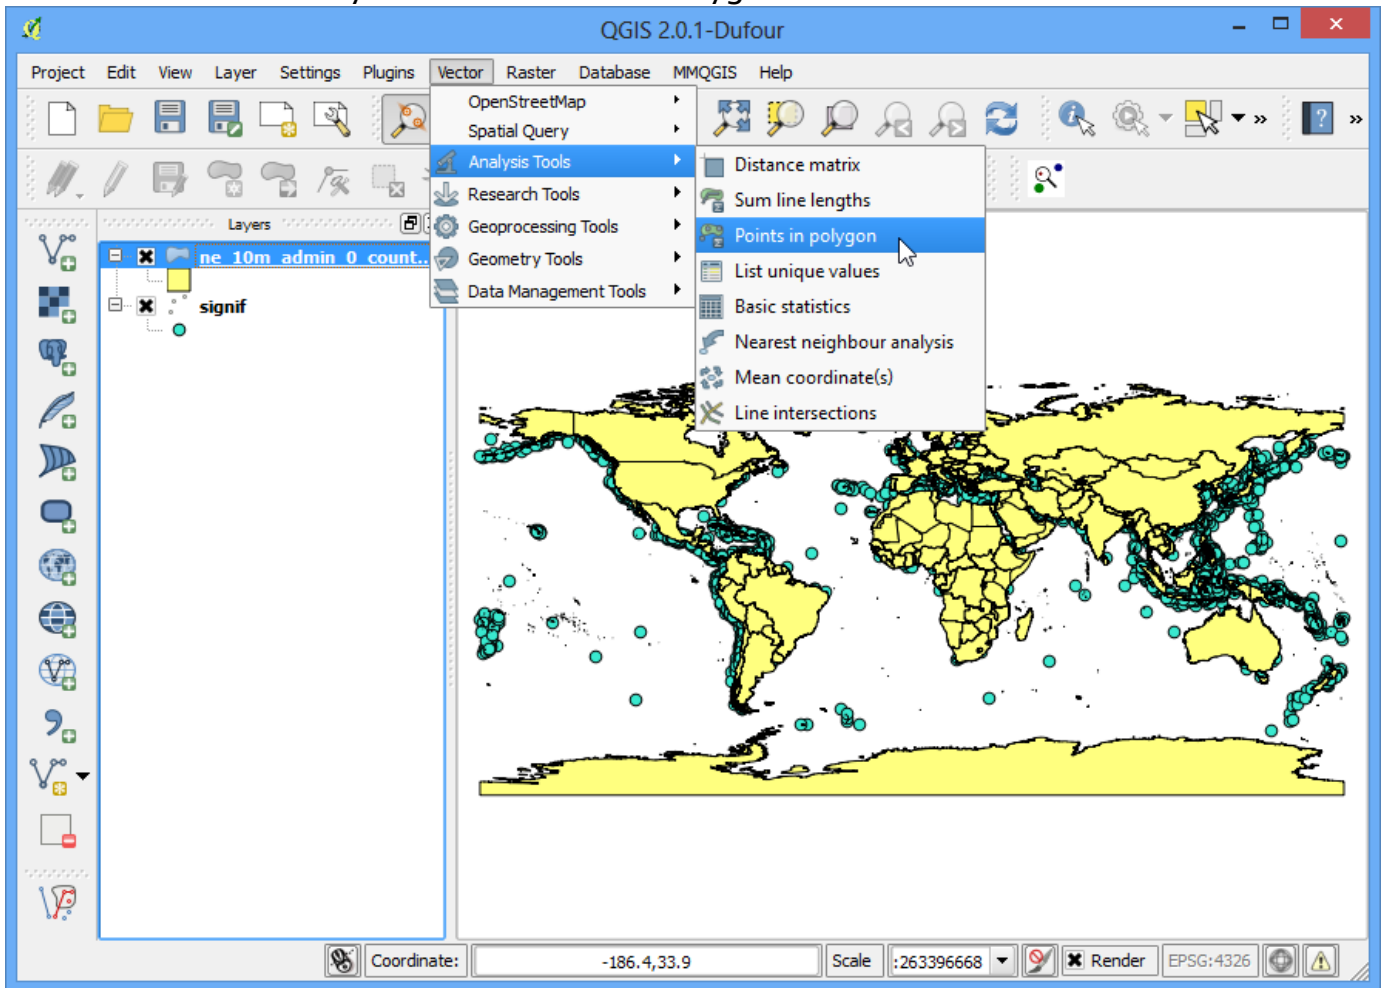 QGIS 2.0.1-Dufour
Project Edit View Layer Settings Plugins Vector Raster Database MMQGIS Help
OpenStreetMap
Spatial Query
Analysis Tools
Research Tools
Geoprocessing Tools
Geometry Tools
Data Management Tools
Distance matrix
Sum line lengths
Points in polygon
List unique values
Basic statistics
Nearest neighbour analysis
Mean coordinate(s)
Line intersections
Layers
ne_10m_admin_0_count...
signif
Coordinate: -186.4,33.9 Scale :263396668 Render EPSG:4326